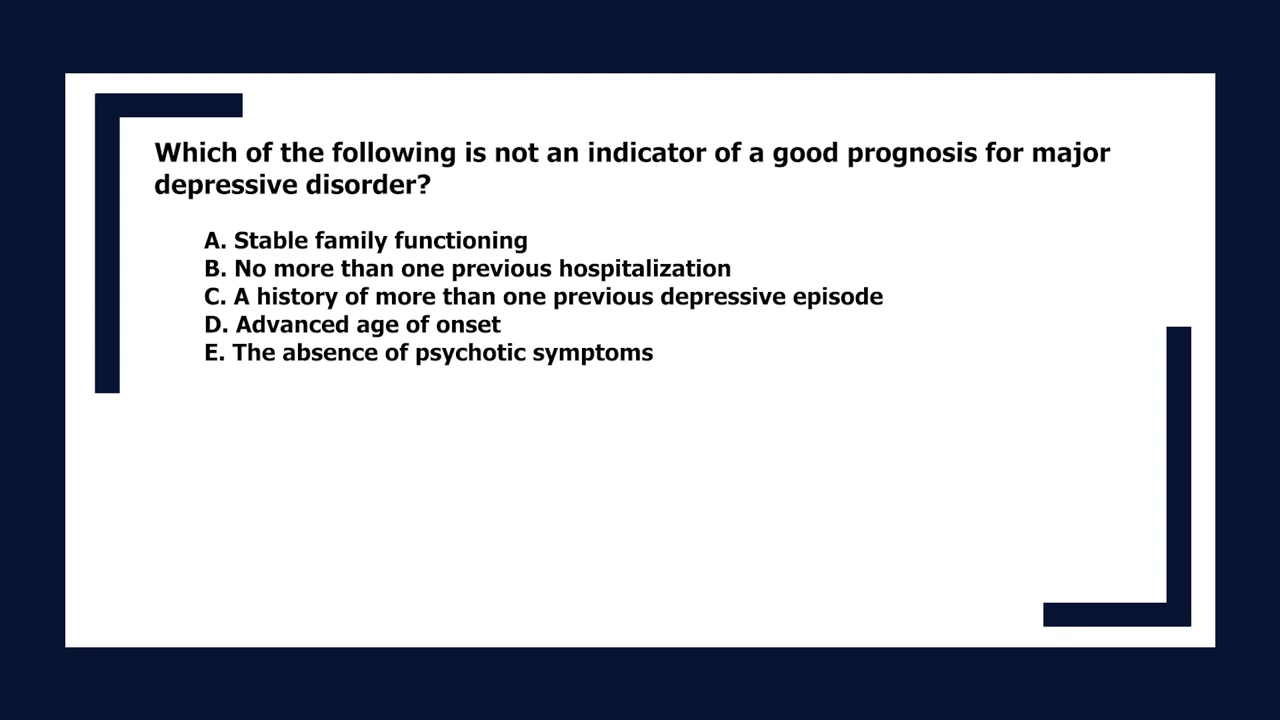 Which of the following is not an indicator of a good prognosis for major
depressive disorder?
A. Stable family functioning
B. No more than one previous hospitalization
C. A history of more than one previous depressive episode
D. Advanced age of onset
E. The absence of psychotic symptoms